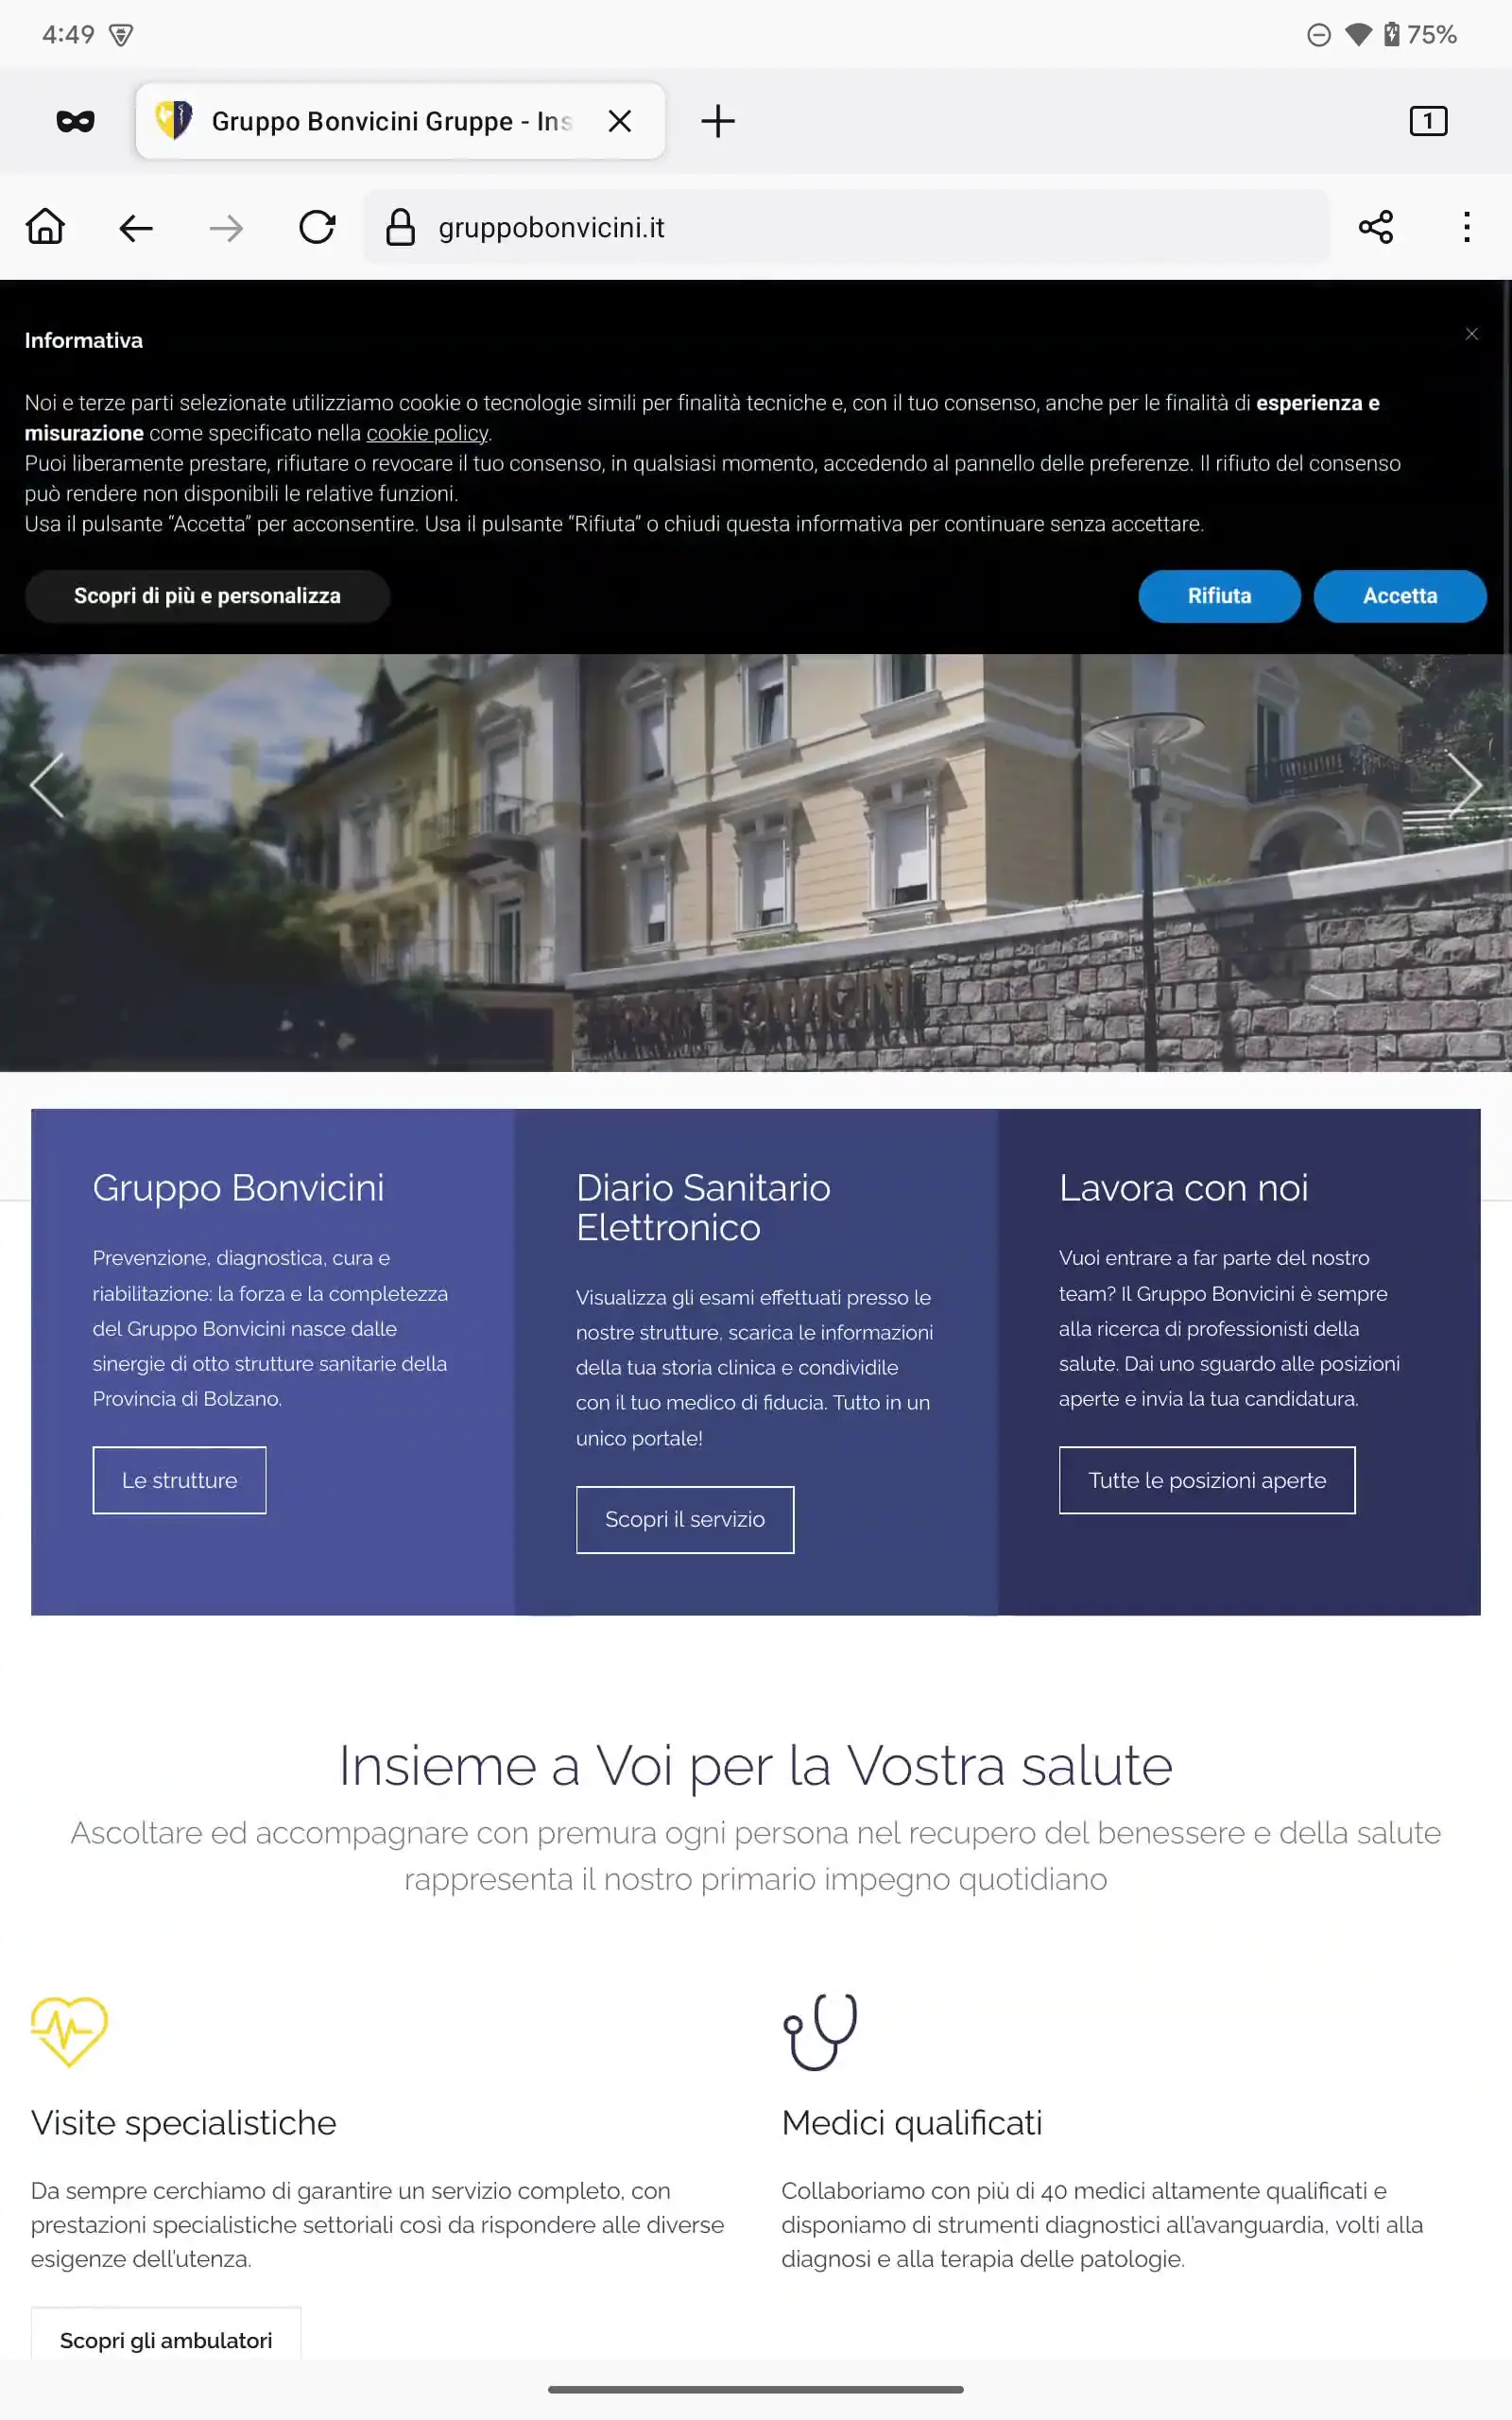 4:49
75%
Gruppo Bonvicini Gruppe - Ins
1
gruppobonvicini.it
Informativa
Noi e terze parti selezionate utilizziamo cookie o tecnologie simili per finalità tecniche e, con il tuo consenso, anche per le finalità di esperienza e
misurazione come specificato nella cookie policy.
Puoi liberamente prestare, rifiutare o revocare il tuo consenso, in qualsiasi momento, accedendo al pannello delle preferenze. Il rifiuto del consenso
può rendere non disponibili le relative funzioni.
Usa il pulsante “Accetta” per acconsentire. Usa il pulsante “Rifiuta” o chiudi questa informativa per continuare senza accettare.
Scopri di più e personalizza
Rifiuta
Accetta
BONVICINI
Gruppo Bonvicini
Prevenzione, diagnostica, cura e
riabilitazione: la forza e la completezza
del Gruppo Bonvicini nasce dalle
sinergie di otto strutture sanitarie della
Provincia di Bolzano.
Le strutture
Diario Sanitario
Elettronico
Visualizza gli esami effettuati presso le
nostre strutture, scarica le informazioni
della tua storia clinica e condividile
con il tuo medico di fiducia. Tutto in un
unico portale!
Scopri il servizio
Lavora con noi
Vuoi entrare a far parte del nostro
team? Il Gruppo Bonvicini è sempre
alla ricerca di professionisti della
salute. Dai uno sguardo alle posizioni
aperte e invia la tua candidatura.
Tutte le posizioni aperte
Insieme a Voi per la Vostra salute
Ascoltare ed accompagnare con premura ogni persona nel recupero del benessere e della salute
rappresenta il nostro primario impegno quotidiano
Visite specialistiche
Da sempre cerchiamo di garantire un servizio completo, con
prestazioni specialistiche settoriali così da rispondere alle diverse
esigenze dell'utenza.
Scopri gli ambulatori
Medici qualificati
Collaboriamo con più di 40 medici altamente qualificati e
disponiamo di strumenti diagnostici all'avanguardia, volti alla
diagnosi e alla terapia delle patologie.